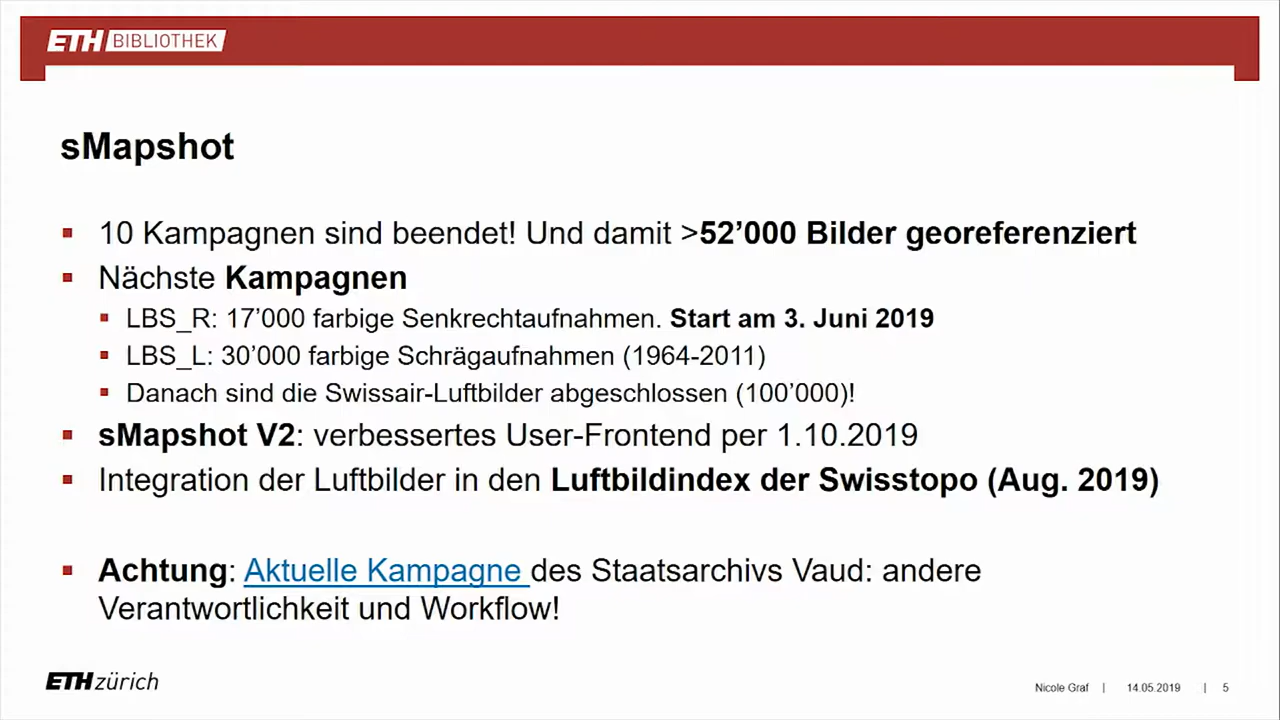 ETH BIBLIOTHEK
sMapshot
10 Kampagnen sind beendet! Und damit >52’000 Bilder georeferenziert
Nächste Kampagnen
LBS_R: 17’000 farbige Senkrechtaufnahmen. Start am 3. Juni 2019
LBS_L: 30’000 farbige Schrägaufnahmen (1964-2011)
Danach sind die Swissair-Luftbilder abgeschlossen (100’000)!
sMapshot V2: verbessertes User-Frontend per 1.10.2019
Integration der Luftbilder in den Luftbildindex der Swisstopo (Aug. 2019)
Achtung: Aktuelle Kampagne des Staatsarchivs Vaud: andere
Verantwortlichkeit und Workflow!
ETH zürich
Nicole Graf | 14.05.2019 | 5